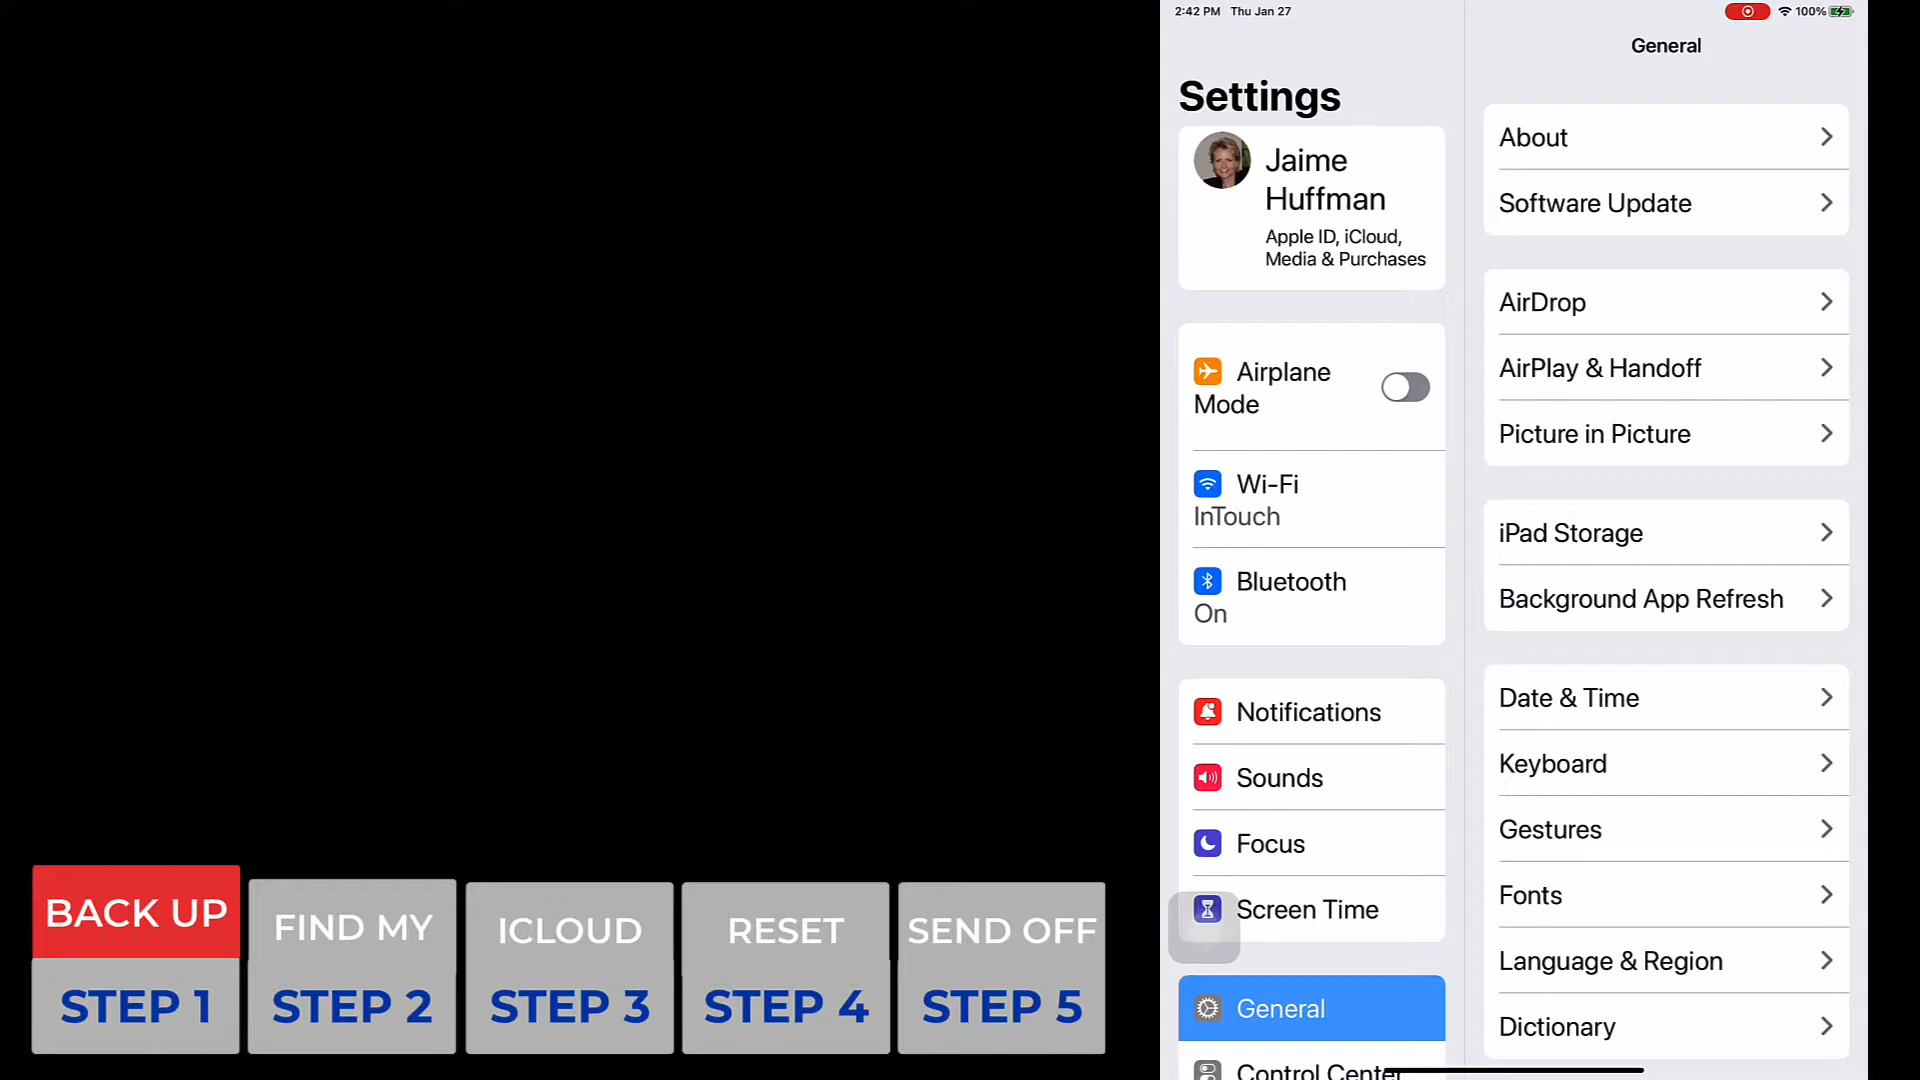 2:42 PM Thu Jan 27
100%
Settings
Jaime
Huffman
Apple ID, iCloud,
Media & Purchases
Airplane
Mode
Wi-Fi
InTouch
Bluetooth
On
Notifications
Sounds
Focus
Screen Time
General
Control Center
General
About
Software Update
AirDrop
AirPlay & Handoff
Picture in Picture
iPad Storage
Background App Refresh
Date & Time
Keyboard
Gestures
Fonts
Language & Region
Dictionary
BACK UP
STEP 1
FIND MY
STEP 2
ICLOUD
STEP 3
RESET
STEP 4
SEND OFF
STEP 5